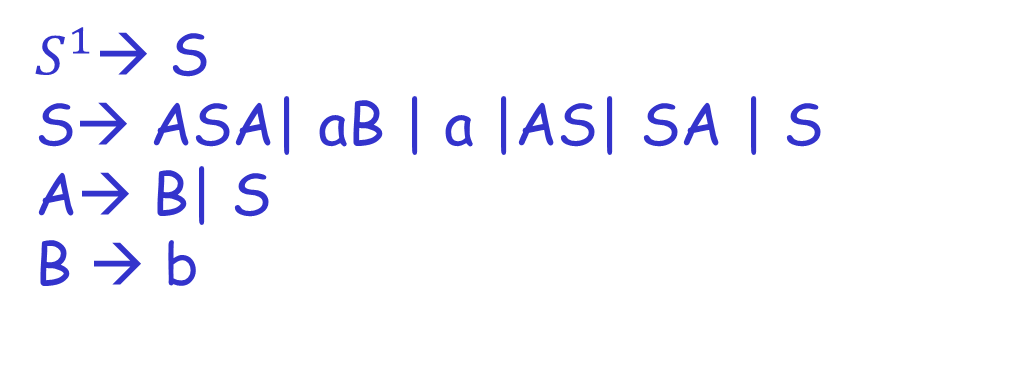 S¹→ S
S→ ASA| aB | a |AS| SA | S
A→ B| S
B → b